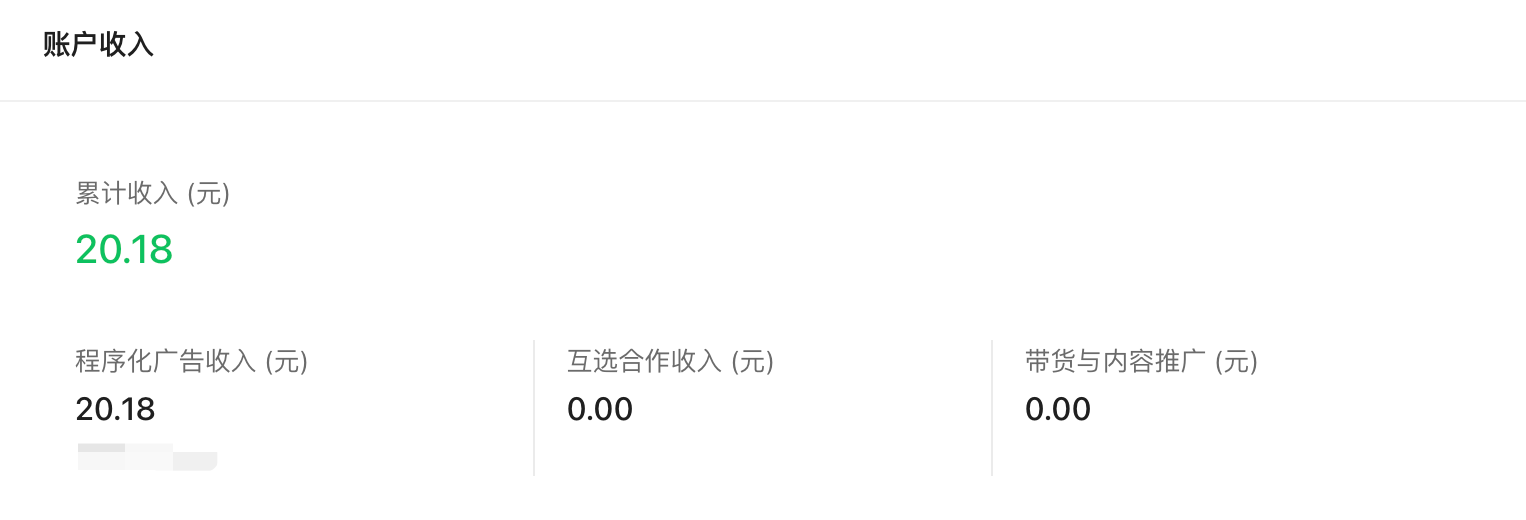 账户收入
累计收入 (元)
20.18
程序化广告收入 (元)
互选合作收入 (元)
带货与内容推广 (元)
20.18
0.00
0.00